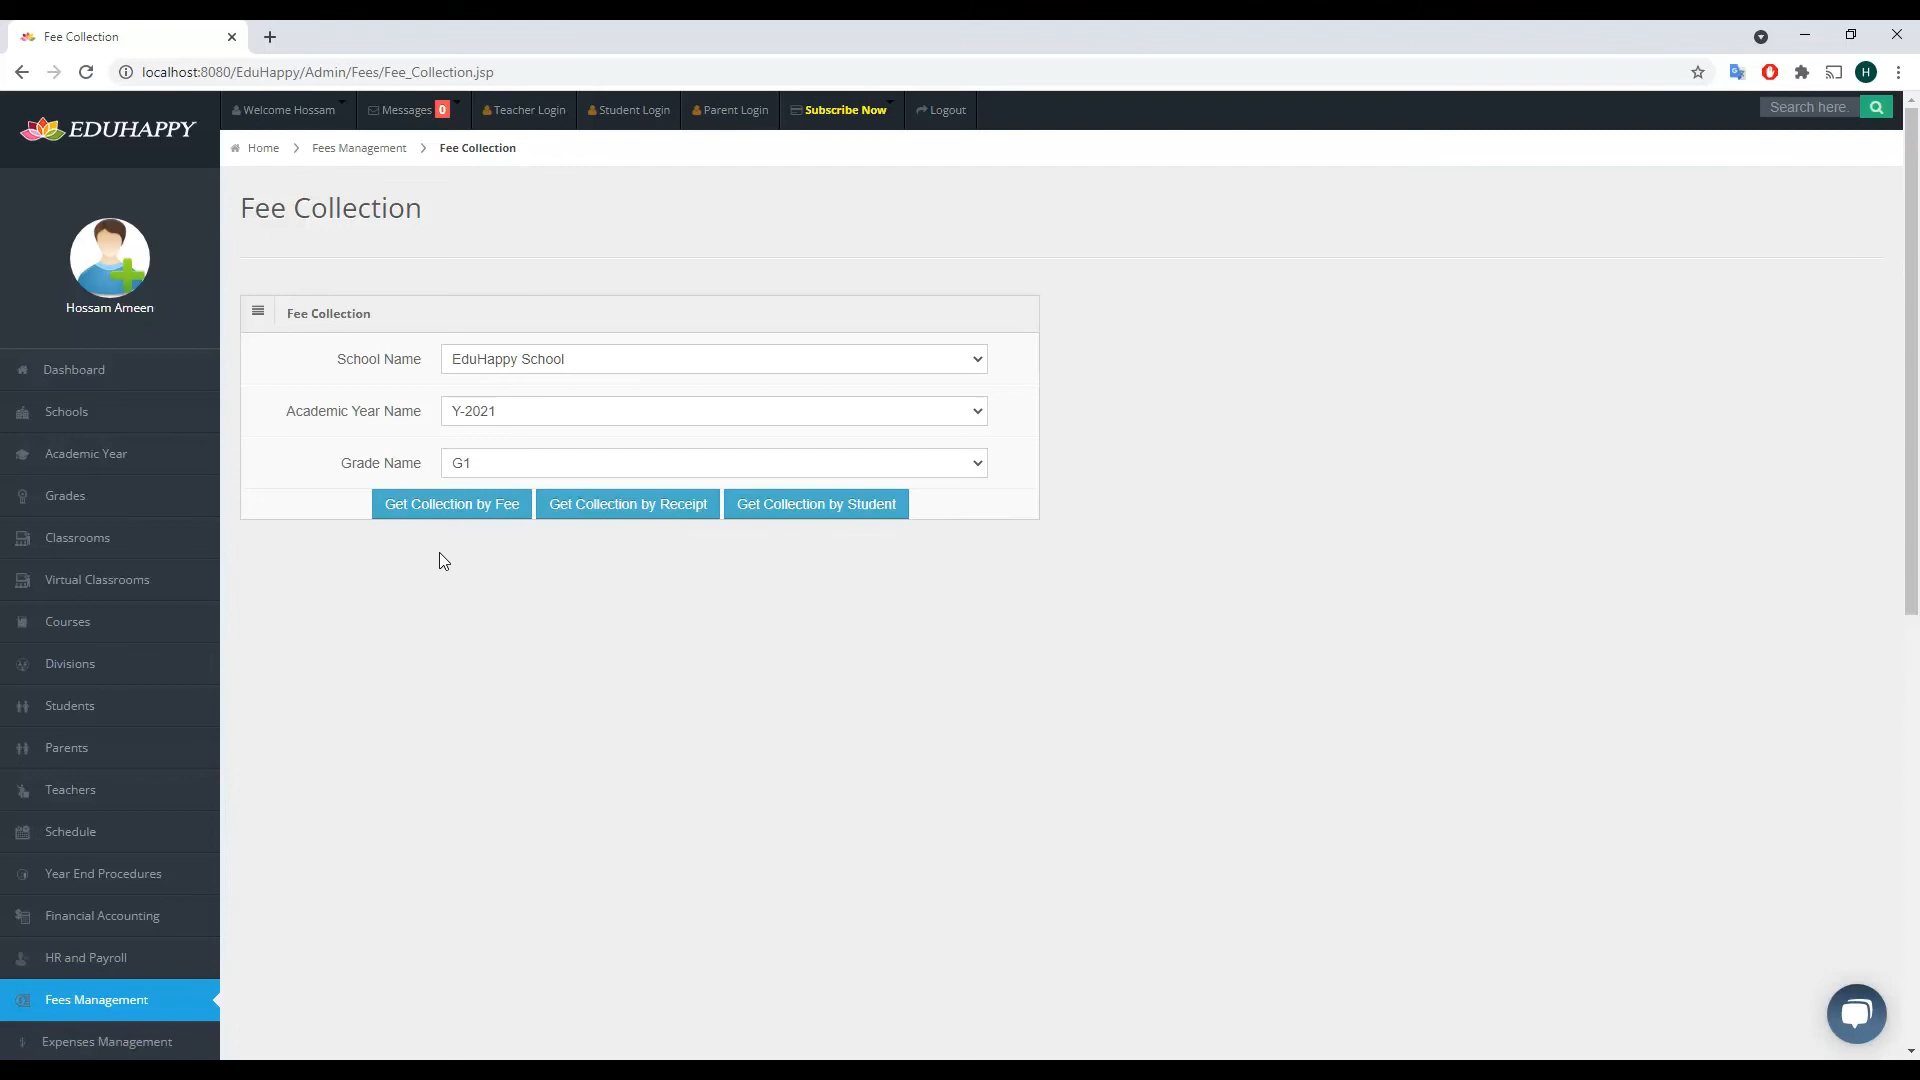 Fee Collection
localhost:8080/EduHappy/Admin/Fees/Fee_Collection.jsp
H
EDUHAPPY
Welcome Hossam
Messages 0
Teacher Login
Student Login
Parent Login
Subscribe Now
Logout
Search here.
Home > Fees Management > Fee Collection
Fee Collection
Hossam Ameen
Fee Collection
School Name EduHappy School
Academic Year Name Y-2021
Grade Name G1
Get Collection by Fee Get Collection by Receipt Get Collection by Student
Dashboard
Schools
Academic Year
Grades
Classrooms
Virtual Classrooms
Courses
Divisions
Students
Parents
Teachers
Schedule
Year End Procedures
Financial Accounting
HR and Payroll
Fees Management
Expenses Management